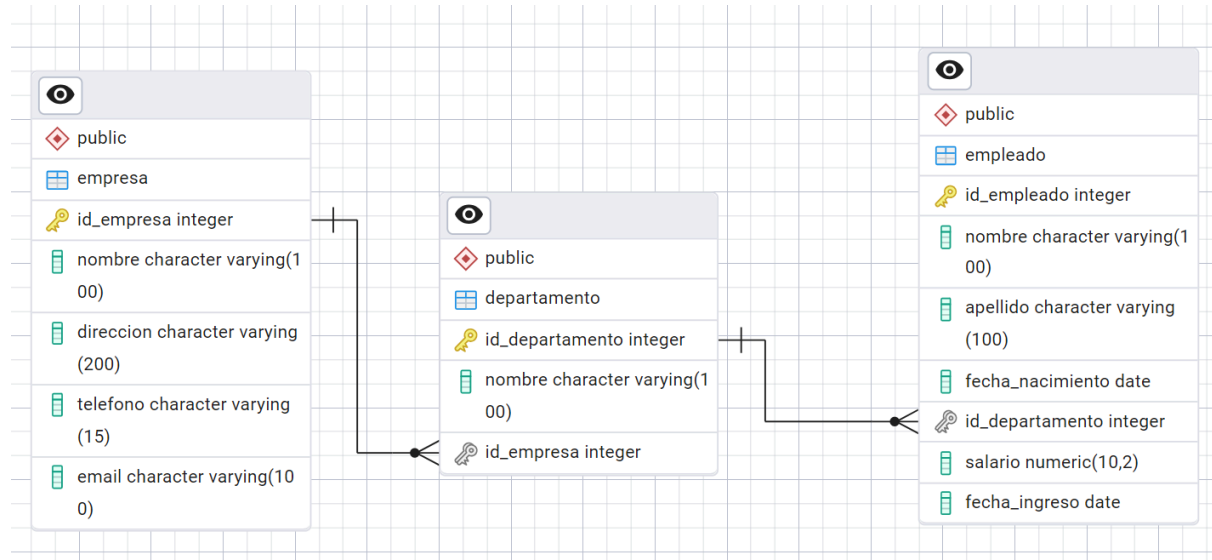 public
empresa
id_empresa integer
nombre character varying(1
00)
direccion character varying
(200)
telefono character varying
(15)
email character varying(10
0)
public
departamento
id_departamento integer
nombre character varying(1
00)
id_empresa integer
public
empleado
id_empleado integer
nombre character varying(1
00)
apellido character varying
(100)
fecha_nacimiento date
id_departamento integer
salario numeric(10,2)
fecha_ingreso date